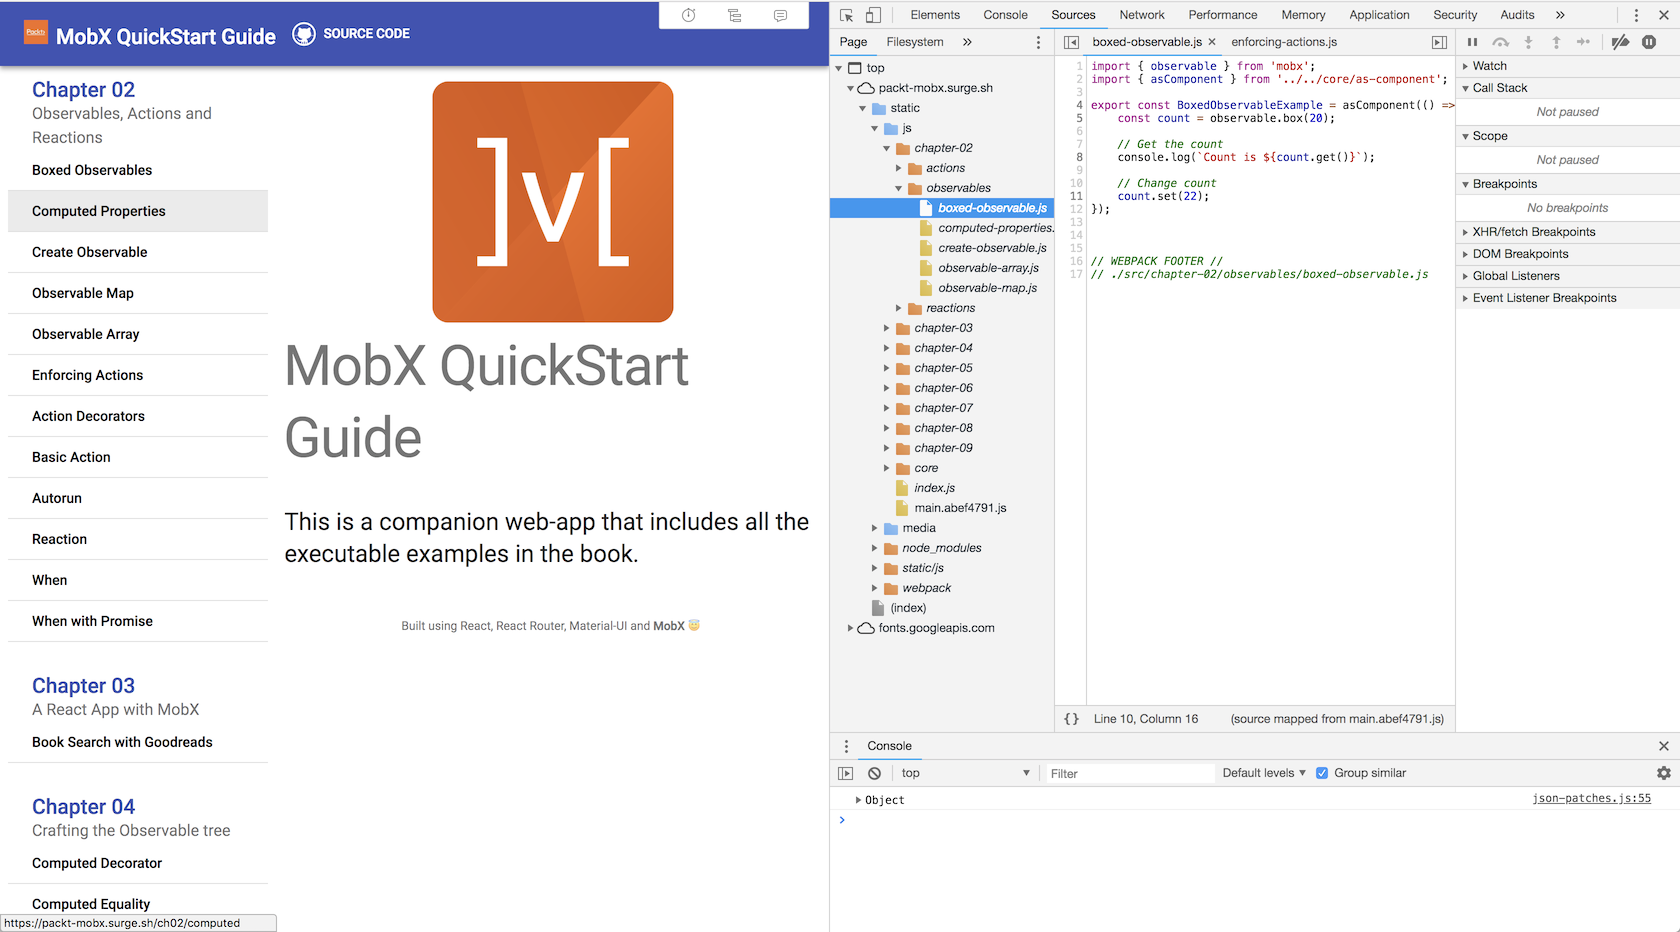 Packt>
MobX QuickStart Guide
SOURCE CODE
Chapter 02
Observables, Actions and
Reactions
Boxed Observables
Computed Properties
Create Observable
Observable Map
Observable Array
Enforcing Actions
Action Decorators
Basic Action
Autorun
Reaction
When
When with Promise
Chapter 03
A React App with MobX
Book Search with Goodreads
Chapter 04
Crafting the Observable tree
Computed Decorator
Computed Equality
https://packt-mobx.surge.sh/ch02/computed
MobX QuickStart
Guide
This is a companion web-app that includes all the
executable examples in the book.
Built using React, React Router, Material-UI and MobX 😇
Elements Console Sources Network Performance Memory Application Security Audits »
Page Filesystem »
top
packt-mobx.surge.sh
static
js
chapter-02
actions
observables
boxed-observable.js
computed-properties.
create-observable.js
observable-array.js
observable-map.js
reactions
chapter-03
chapter-04
chapter-05
chapter-06
chapter-07
chapter-08
chapter-09
core
index.js
main.abef4791.js
media
node_modules
static/js
webpack
(index)
fonts.googleapis.com
boxed-observable.js × enforcing-actions.js
1 import { observable } from 'mobx';
2 import { asComponent } from '../../core/as-component';
3
4 export const BoxedObservableExample = asComponent(() =>
5     const count = observable.box(20);
6
7     // Get the count
8     console.log(`Count is ${count.get()}`);
9
10     // Change count
11     count.set(22);
12 });
13
14
15
16 // WEBPACK FOOTER //
17 // ./src/chapter-02/observables/boxed-observable.js
{} Line 10, Column 16 (source mapped from main.abef4791.js)
Watch
Call Stack
Not paused
Scope
Not paused
Breakpoints
No breakpoints
XHR/fetch Breakpoints
DOM Breakpoints
Global Listeners
Event Listener Breakpoints
Console
top Filter Default levels Group similar
Object json-patches.js:55